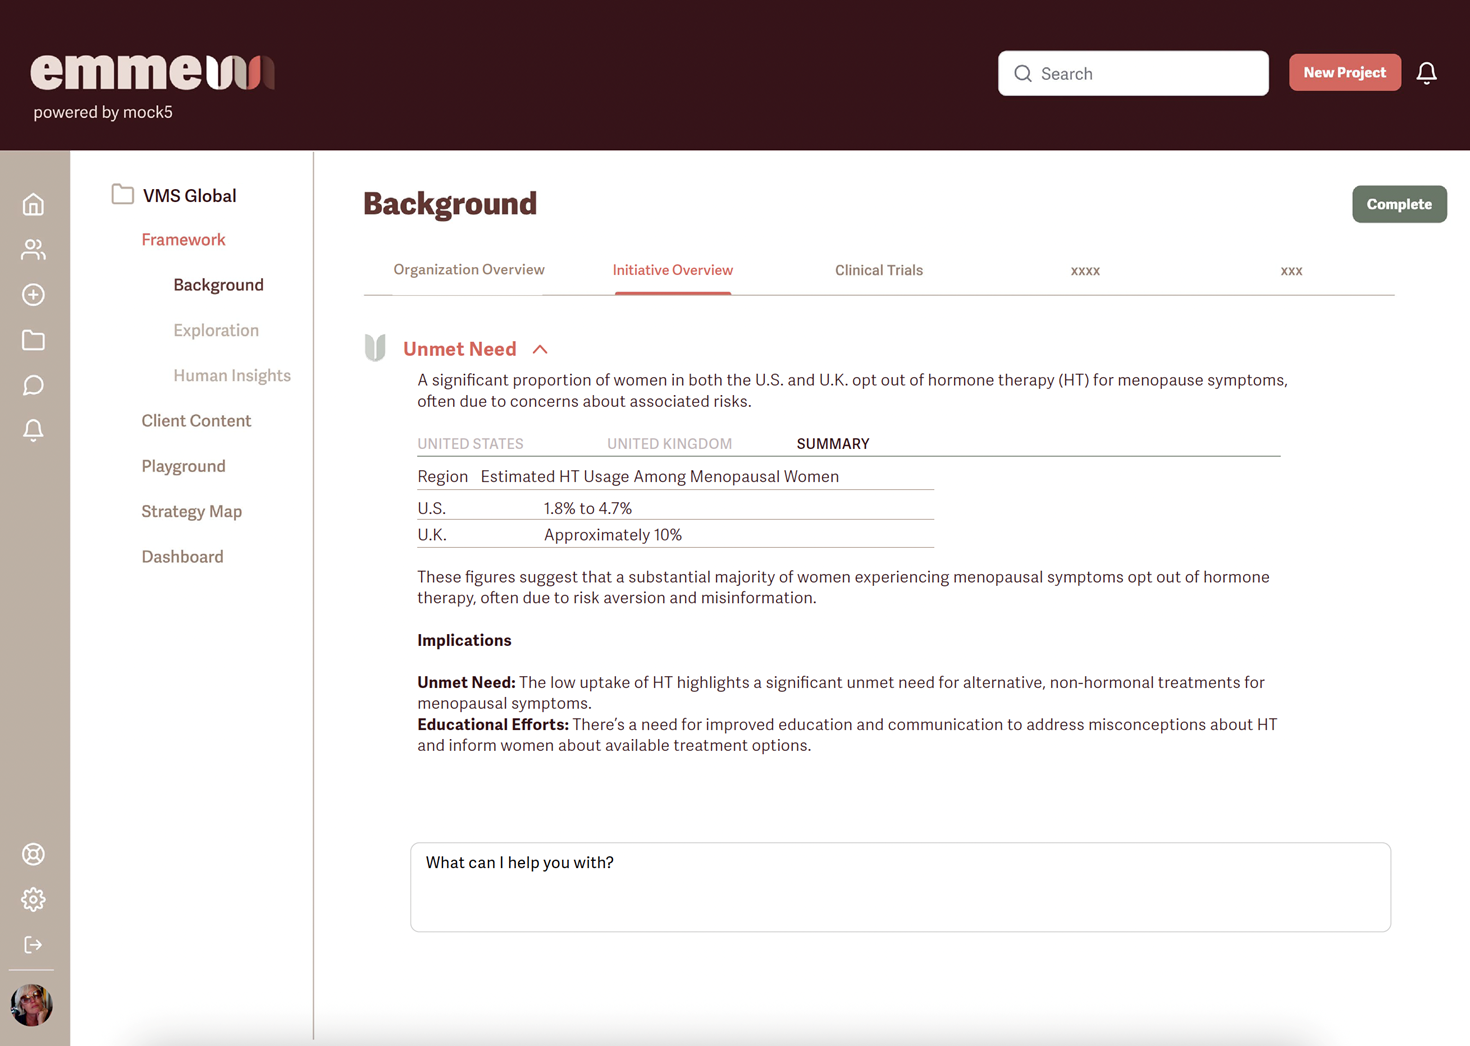 emme
powered by mock5
Search
New Project
VMS Global
Framework
Background
Exploration
Human Insights
Client Content
Playground
Strategy Map
Dashboard
Background
Complete
Organization Overview
Initiative Overview
Clinical Trials
xxxx
xxx
Unmet Need
A significant proportion of women in both the U.S. and U.K. opt out of hormone therapy (HT) for menopause symptoms,
often due to concerns about associated risks.
UNITED STATES
UNITED KINGDOM
SUMMARY
Region Estimated HT Usage Among Menopausal Women
U.S. 1.8% to 4.7%
U.K. Approximately 10%
These figures suggest that a substantial majority of women experiencing menopausal symptoms opt out of hormone
therapy, often due to risk aversion and misinformation.
Implications
Unmet Need: The low uptake of HT highlights a significant unmet need for alternative, non-hormonal treatments for
menopausal symptoms.
Educational Efforts: There's a need for improved education and communication to address misconceptions about HT
and inform women about available treatment options.
What can I help you with?